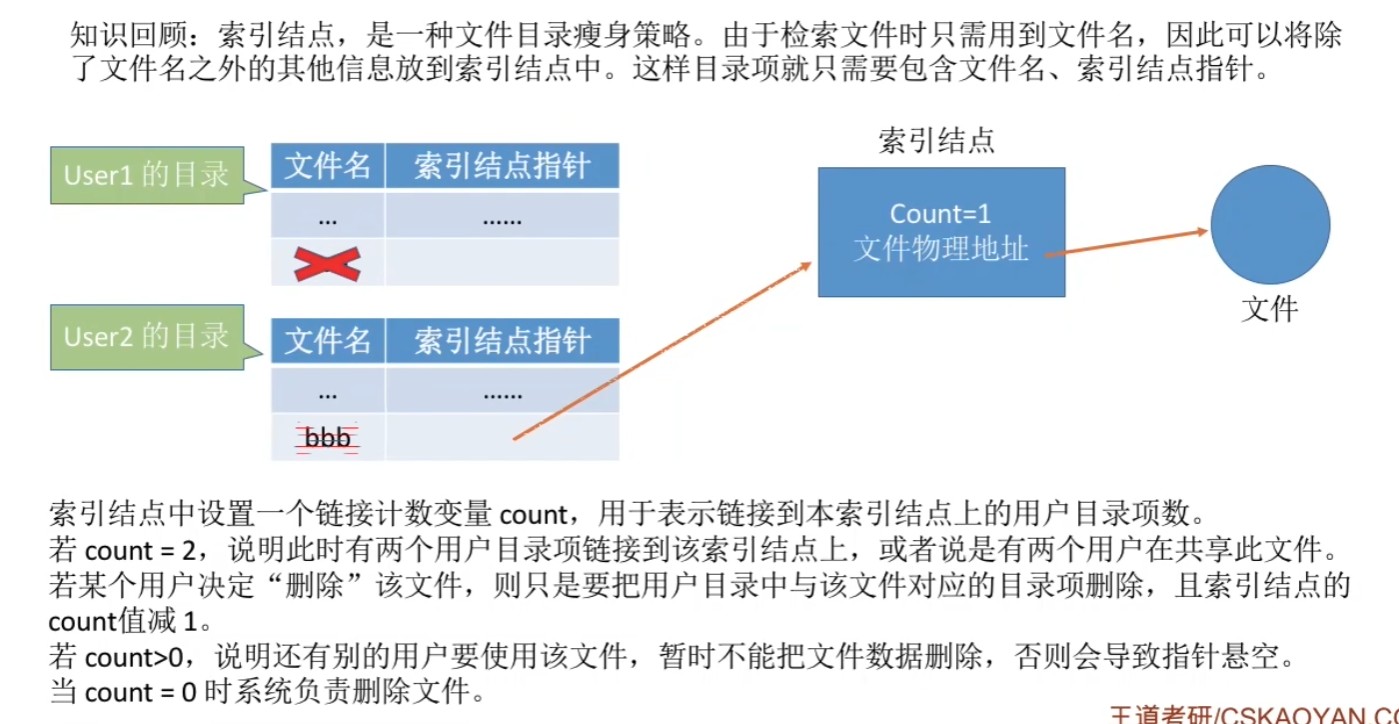 知识回顾：索引结点，是一种文件目录瘦身策略。由于检索文件时只需用到文件名，因此可以将除
了文件名之外的其他信息放到索引结点中。这样目录项就只需要包含文件名、索引结点指针。
索引结点
User1 的目录
文件名 索引结点指针
... ......
Count=1
文件物理地址
文件
User2 的目录
文件名 索引结点指针
... ......
bbb
索引结点中设置一个链接计数变量 count，用于表示链接到本索引结点上的用户目录项数。
若 count = 2，说明此时有两个用户目录项链接到该索引结点上，或者说是有两个用户在共享此文件。
若某个用户决定“删除”该文件，则只是要把用户目录中与该文件对应的目录项删除，且索引结点的
count值减 1。
若 count>0，说明还有别的用户要使用该文件，暂时不能把文件数据删除，否则会导致指针悬空。
当 count = 0 时系统负责删除文件。
王道考研/CSKAOYAN.C